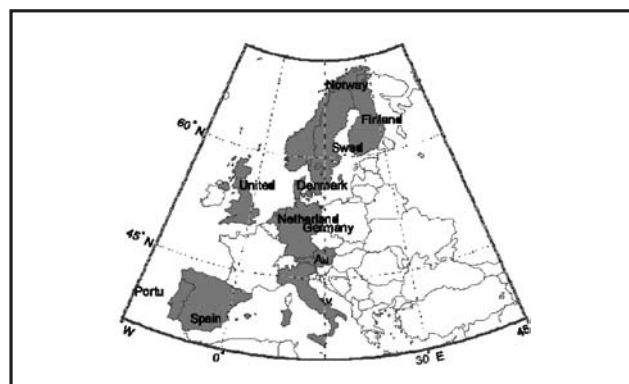 Norway
Finland
60° N
Swed
United
Denmark
Netherland
Germany
45° N
Au
Portu
Spain
W
0°
30 E
45